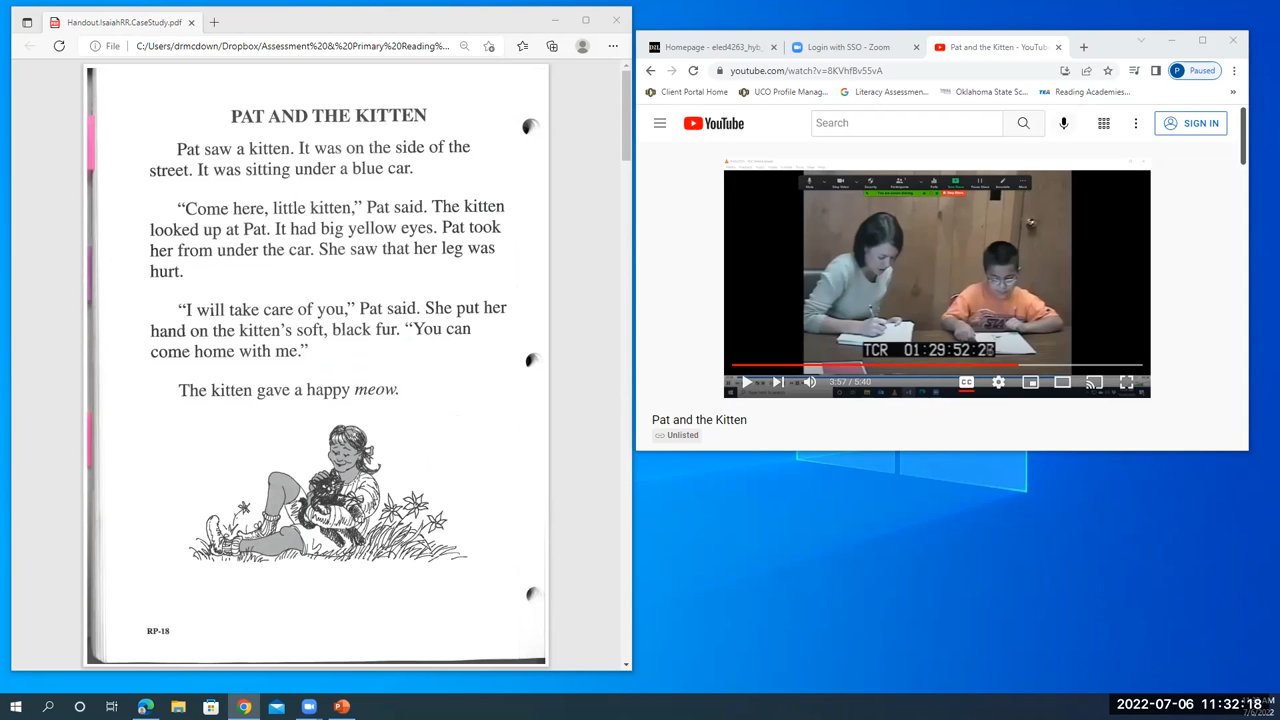 Handout.IsaiahRR.CaseStudy.pdf
File
C:/Users/drmcdown/Dropbox/Assessment%20&%20Primary%20Reading...
PAT AND THE KITTEN
Pat saw a kitten. It was on the side of the
street. It was sitting under a blue car.
“Come here, little kitten,” Pat said. The kitten
looked up at Pat. It had big yellow eyes. Pat took
her from under the car. She saw that her leg was
hurt.
“I will take care of you,” Pat said. She put her
hand on the kitten’s soft, black fur. “You can
come home with me.”
The kitten gave a happy meow.
RP-18
Homepage - eled4263_hyb_
Login with SSO - Zoom
Pat and the Kitten - YouTub
youtube.com/watch?v=8KVhfBv55vA
P Paused
Client Portal Home
UCO Profile Manag...
Literacy Assessmen...
Oklahoma State Sc...
Reading Academies...
YouTube
Search
SIGN IN
TCR 01:29:52:28
3:57 / 5:40
CC
Pat and the Kitten
Unlisted
2022-07-06 11:32:18